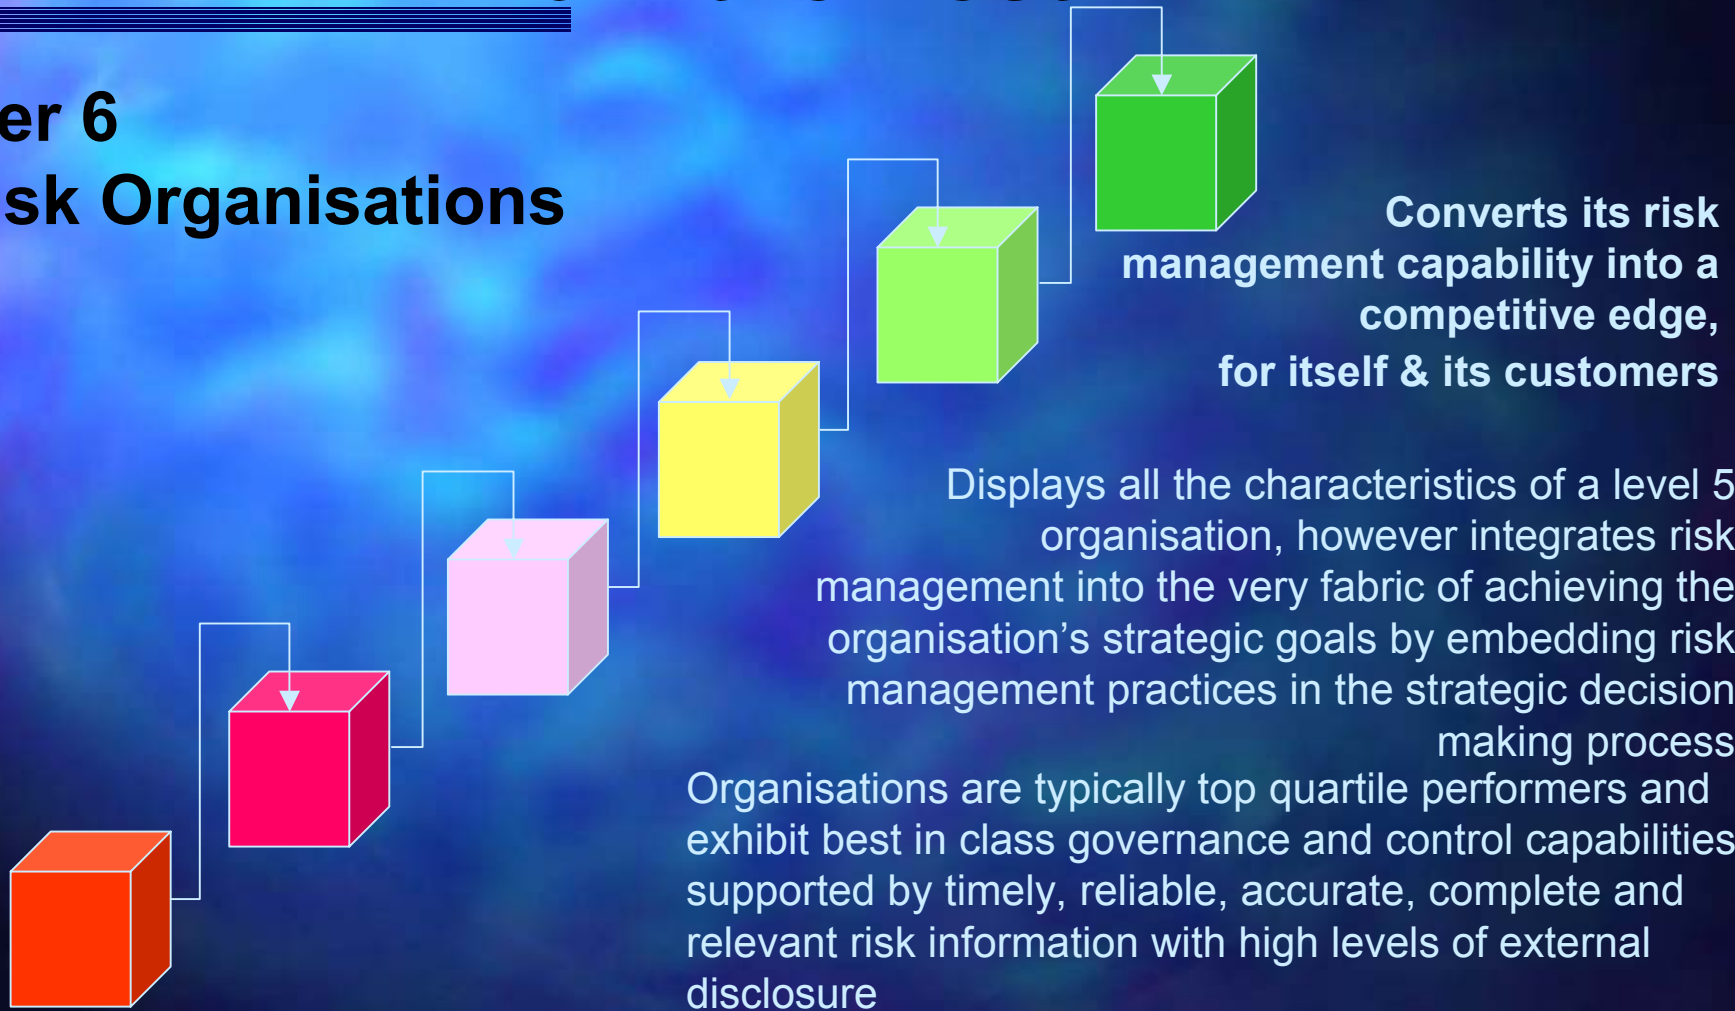 er 6
sk Organisations
Converts its risk
management capability into a
competitive edge,
for itself & its customers
Displays all the characteristics of a level 5
organisation, however integrates risk
management into the very fabric of achieving the
organisation’s strategic goals by embedding risk
management practices in the strategic decision
making process
Organisations are typically top quartile performers and
exhibit best in class governance and control capabilities
supported by timely, reliable, accurate, complete and
relevant risk information with high levels of external
disclosure